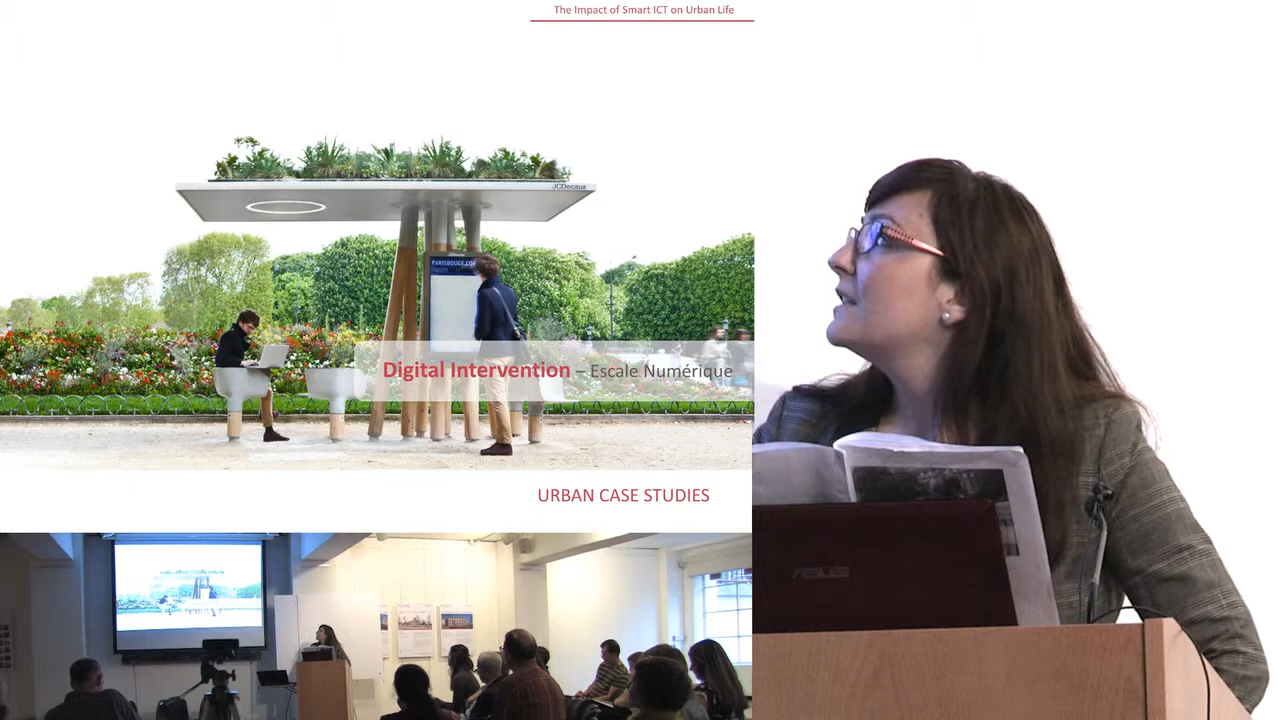 The Impact of Smart ICT on Urban Life
JCDecaux
PARISBOUGE.COM
Digital Intervention – Escale Numérique
URBAN CASE STUDIES
ASUS